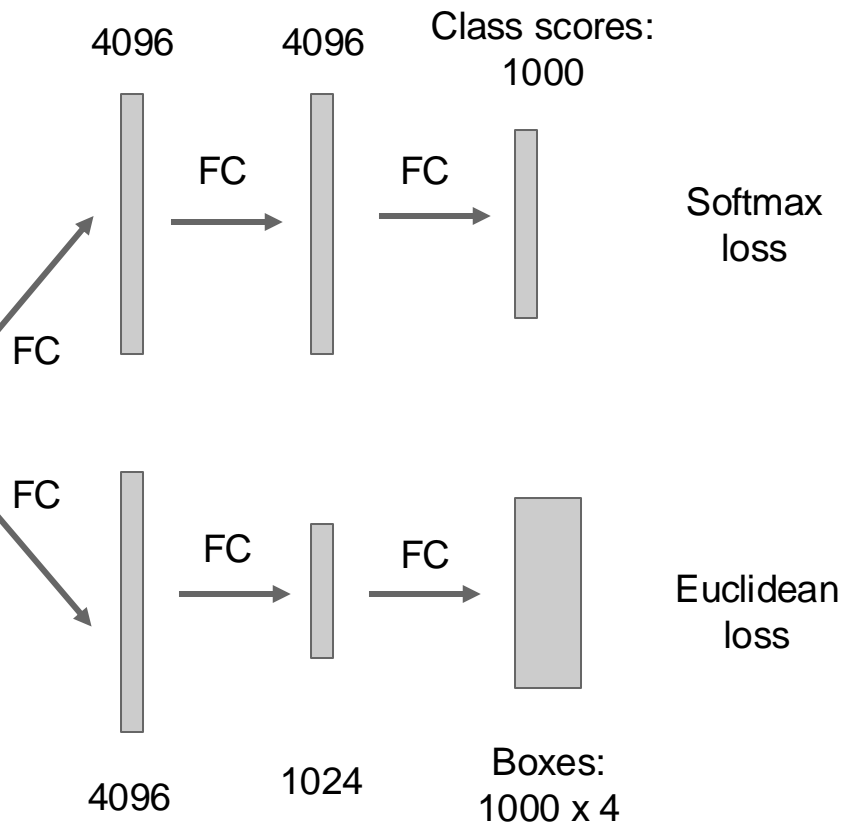 4096
4096
Class scores:
1000
FC
FC
FC
Softmax
loss
FC
FC
FC
Euclidean
loss
4096
1024
Boxes:
1000 x 4